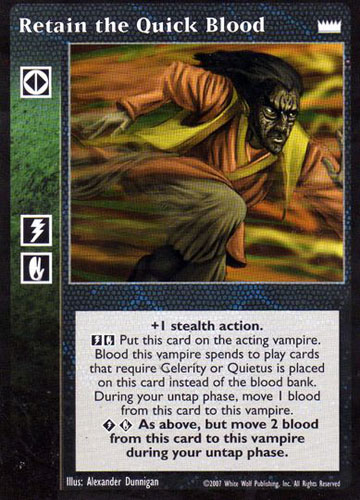 Retain the Quick Blood
+1 stealth action.
Put this card on the acting vampire.
Blood this vampire spends to play cards
that require Celerity or Quietus is placed
on this card instead of the blood bank.
During your untap phase, move 1 blood
from this card to this vampire.
As above, but move 2 blood
from this card to this vampire
during your untap phase.
Illus: Alexander Dunnigan ©2007 White Wolf Publishing, Inc. All Rights Reserved